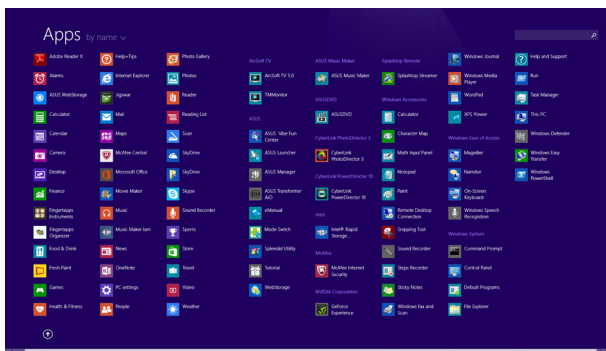 Apps by name
Adobe Reader X
Alarms
ASUS WebStorage
Calculator
Calendar
Camera
Desktop
Finance
Fingertapps
Instruments
Fingertapps
Organizer
Food & Drink
Fresh Paint
Games
Health & Fitness
Help+Tips
Internet Explorer
Jigswar
Mail
Maps
McAfee Central
Microsoft Office
Movie Maker
Music
Music Maker Jam
News
OneNote
PC settings
People
Photo Gallery
Photos
Reader
Reading List
Scan
SkyDrive
SkyDrive
Skype
Sound Recorder
Sports
Store
Travel
Video
Weather
ArcSoft TV
ArcSoft TV 5.0
TMMonitor
ASUS
ASUS Vibe Fun
Center
ASUS Launcher
ASUS Manager
ASUS Transformer
AiO
eManual
Mode Switch
Splendid Utility
Tutorial
WebStorage
ASUS Music Maker
ASUS Music Maker
ASUSDVD
ASUSDVD
CyberLink PhotoDirector 3
CyberLink
PhotoDirector 3
CyberLink PowerDirector 10
CyberLink
PowerDirector 10
Intel
Intel® Rapid
Storage...
McAfee
McAfee Internet
Security
NVIDIA Corporation
GeForce
Experience
Splashtop Remote
Splashtop Streamer
Windows Accessories
Calculator
Character Map
Math Input Panel
Notepad
Paint
Remote Desktop
Connection
Snipping Tool
Sound Recorder
Steps Recorder
Sticky Notes
Windows Fax and
Scan
Windows Journal
Windows Media
Player
WordPad
XPS Viewer
Windows Ease of Access
Magnifier
Narrator
On-Screen
Keyboard
Windows Speech
Recognition
Windows System
Command Prompt
Control Panel
Default Programs
File Explorer
Help and Support
Run
Task Manager
This PC
Windows Defender
Windows Easy
Transfer
Windows
PowerShell